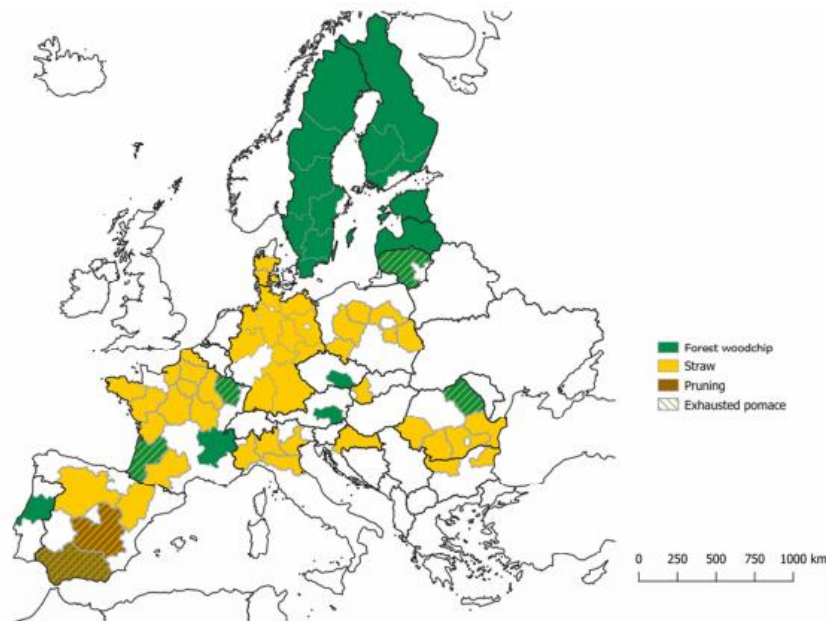 Forest woodchip
Straw
Pruning
Exhausted pomace
0 250 500 750 1000 km